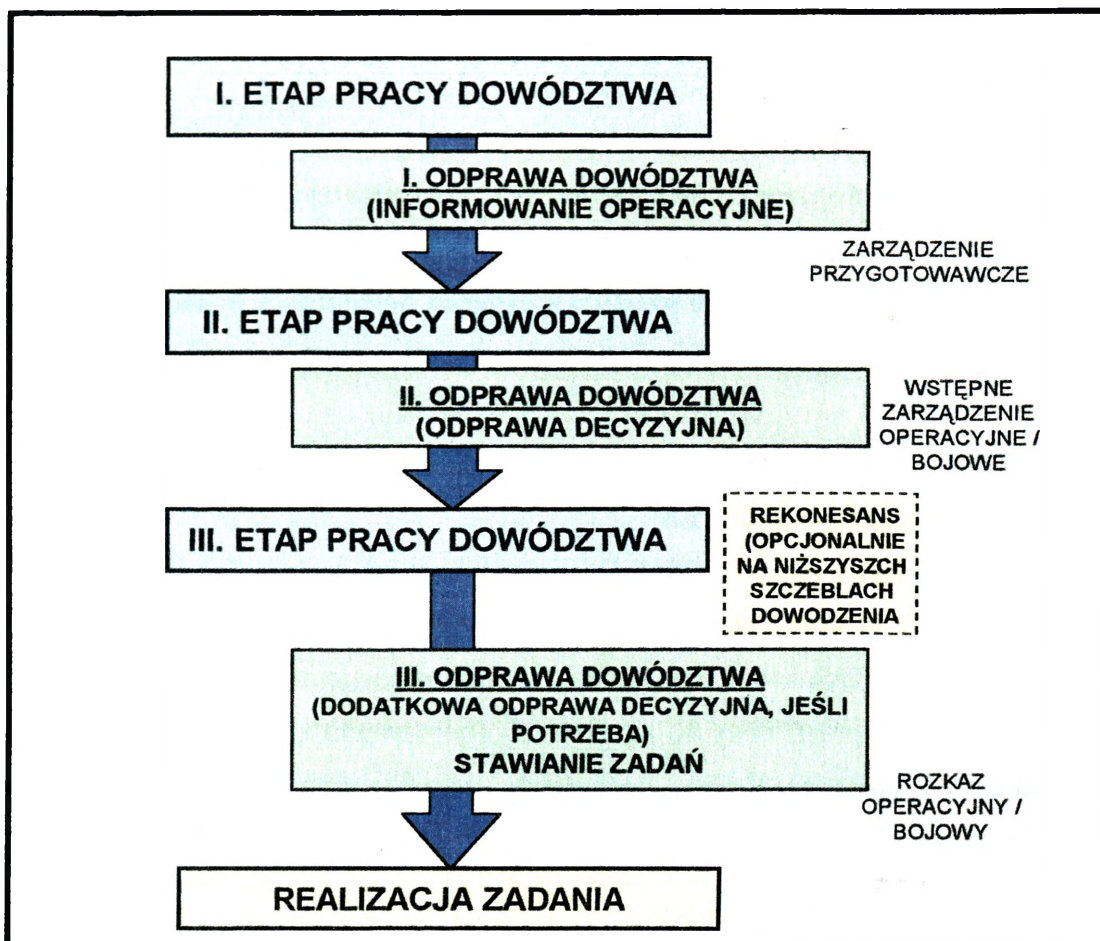 I. ETAP PRACY DOWÓDZTWA
I. ODPRAWA DOWÓDZTWA
(INFORMOWANIE OPERACYJNE)
ZARZĄDZENIE
PRZYGOTOWAWCZE
II. ETAP PRACY DOWÓDZTWA
II. ODPRAWA DOWÓDZTWA
(ODPRAWA DECYZYJNA)
WSTĘPNE
ZARZĄDZENIE
OPERACYJNE /
BOJOWE
III. ETAP PRACY DOWÓDZTWA
REKONESANS
(OPCJONALNIE
NA NIŻSZYSZCH
SZCZEBLACH
DOWODZENIA
III. ODPRAWA DOWÓDZTWA
(DODATKOWA ODPRAWA DECYZYJNA, JEŚLI
POTRZEBA)
STAWIANIE ZADAŃ
ROZKAZ
OPERACYJNY /
BOJOWY
REALIZACJA ZADANIA